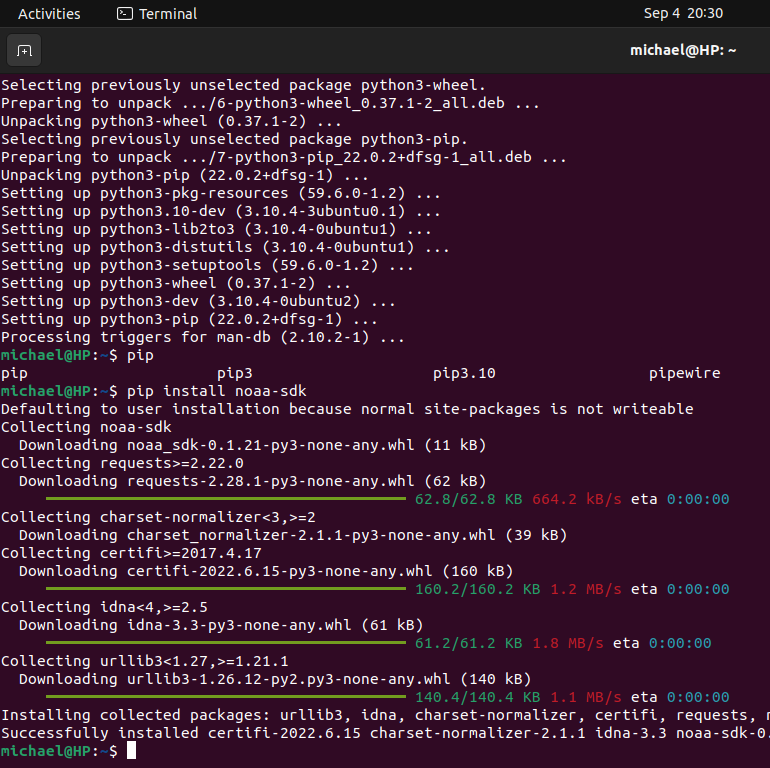 Activities Terminal Sep 4 20:30
michael@HP: ~
Selecting previously unselected package python3-wheel.
Preparing to unpack .../6-python3-wheel_0.37.1-2_all.deb ...
Unpacking python3-wheel (0.37.1-2) ...
Selecting previously unselected package python3-pip.
Preparing to unpack .../7-python3-pip_22.0.2+dfsg-1_all.deb ...
Unpacking python3-pip (22.0.2+dfsg-1) ...
Setting up python3-pkg-resources (59.6.0-1.2) ...
Setting up python3.10-dev (3.10.4-3ubuntu0.1) ...
Setting up python3-lib2to3 (3.10.4-0ubuntu1) ...
Setting up python3-distutils (3.10.4-0ubuntu1) ...
Setting up python3-setuptools (59.6.0-1.2) ...
Setting up python3-wheel (0.37.1-2) ...
Setting up python3-dev (3.10.4-0ubuntu2) ...
Setting up python3-pip (22.0.2+dfsg-1) ...
Processing triggers for man-db (2.10.2-1) ...
michael@HP:~$ pip
pip pip3 pip3.10 pipewire
michael@HP:~$ pip install noaa-sdk
Defaulting to user installation because normal site-packages is not writeable
Collecting noaa-sdk
Downloading noaa_sdk-0.1.21-py3-none-any.whl (11 kB)
Collecting requests>=2.22.0
Downloading requests-2.28.1-py3-none-any.whl (62 kB)
62.8/62.8 KB 664.2 kB/s eta 0:00:00
Collecting charset-normalizer<3,>=2
Downloading charset_normalizer-2.1.1-py3-none-any.whl (39 kB)
Collecting certifi>=2017.4.17
Downloading certifi-2022.6.15-py3-none-any.whl (160 kB)
160.2/160.2 KB 1.2 MB/s eta 0:00:00
Collecting idna<4,>=2.5
Downloading idna-3.3-py3-none-any.whl (61 kB)
61.2/61.2 KB 1.8 MB/s eta 0:00:00
Collecting urllib3<1.27,>=1.21.1
Downloading urllib3-1.26.12-py2.py3-none-any.whl (140 kB)
140.4/140.4 KB 1.1 MB/s eta 0:00:00
Installing collected packages: urllib3, idna, charset-normalizer, certifi, requests,
Successfully installed certifi-2022.6.15 charset-normalizer-2.1.1 idna-3.3 noaa-sdk-0.
michael@HP:~$